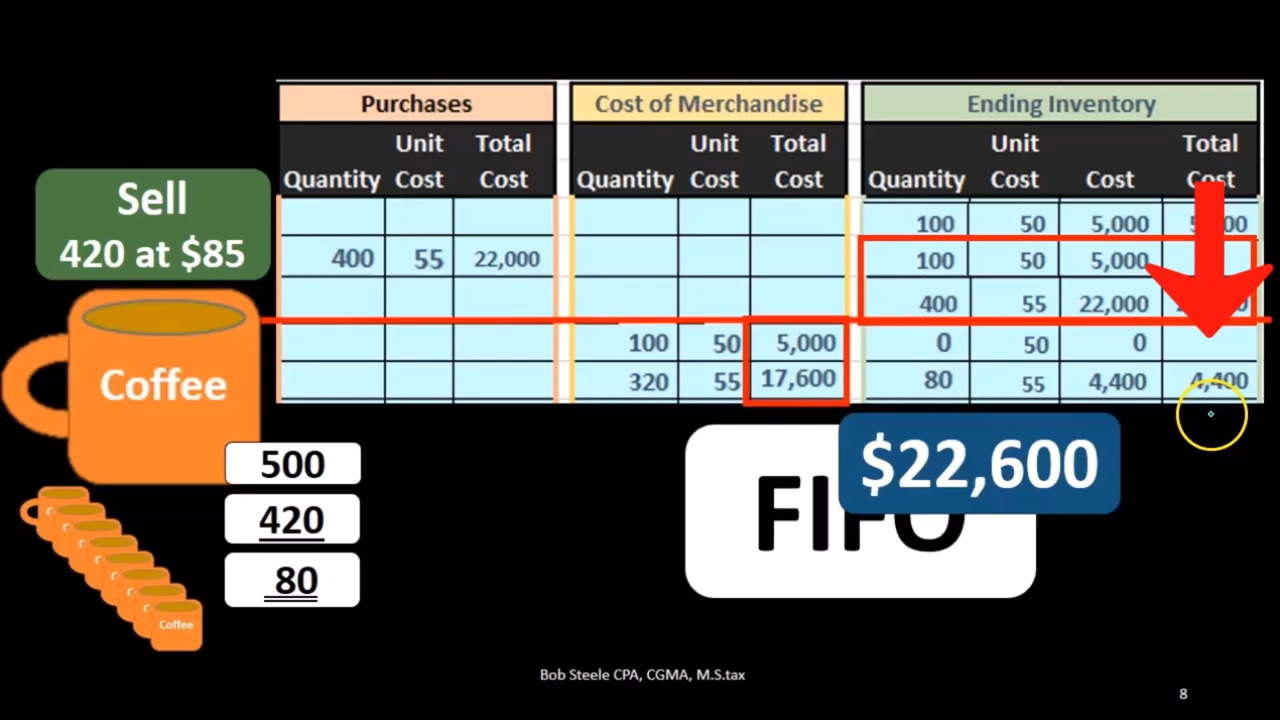 Purchases Cost of Merchandise Ending Inventory
Unit Total Unit Total Unit Total
Quantity Cost Cost Quantity Cost Cost Quantity Cost Cost Cost
Sell
420 at $85
100 50 5,000
400 55 22,000 100 50 5,000
400 55 22,000
100 50 5,000 0 50 0
320 55 17,600 80 55 4,400 4,400
Coffee
500
420
80
$22,600
FIFO
Coffee
Bob Steele CPA, CGMA, M.S.tax
8